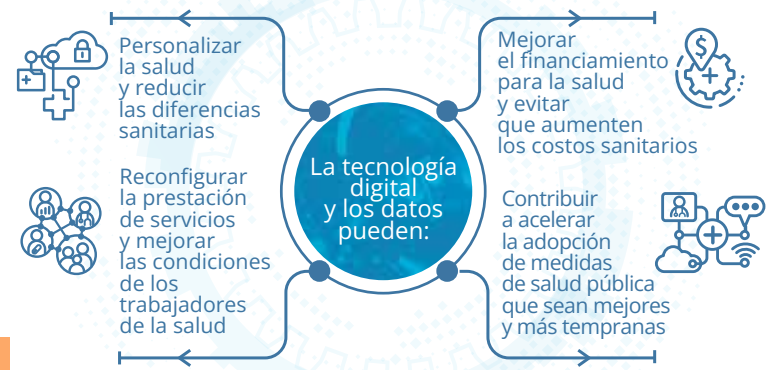 Personalizar
la salud
y reducir
las diferencias
sanitarias
Mejorar
el financiamiento
para la salud
y evitar
que aumenten
los costos sanitarios
La tecnología
digital
y los datos
pueden:
Reconfigurar
la prestación
de servicios
y mejorar
las condiciones
de los
trabajadores
de la salud
Contribuir
a acelerar
la adopción
de medidas
de salud pública
que sean mejores
y más tempranas